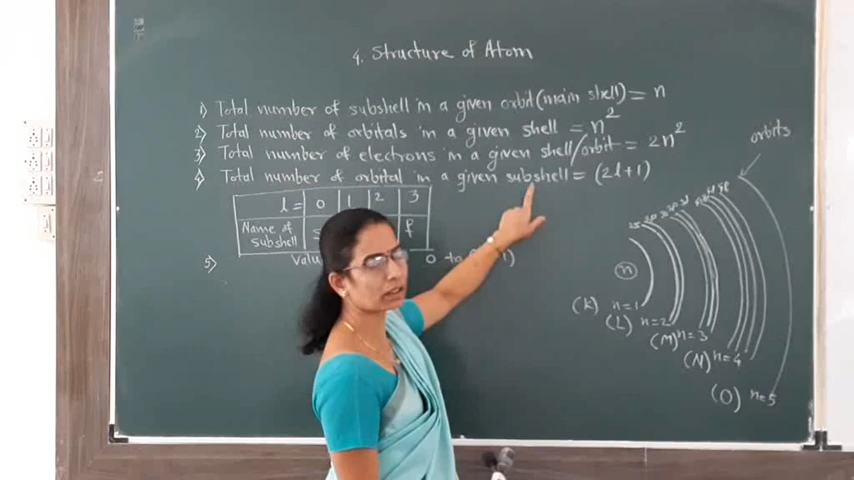 4. Structure of Atom
1) Total number of subshell in a given orbit (main shell) = n
2) Total number of orbitals in a given shell = n²
3) Total number of electrons in a given shell/orbit = 2n²
4) Total number of orbital in a given subshell = (2l+1)
l = 0 1 2 3
Name of subshell s f
Value 0 to
5)
orbits
n
(K) n=1
(L) n=2
(M) n=3
(N) n=4
(O) n=5